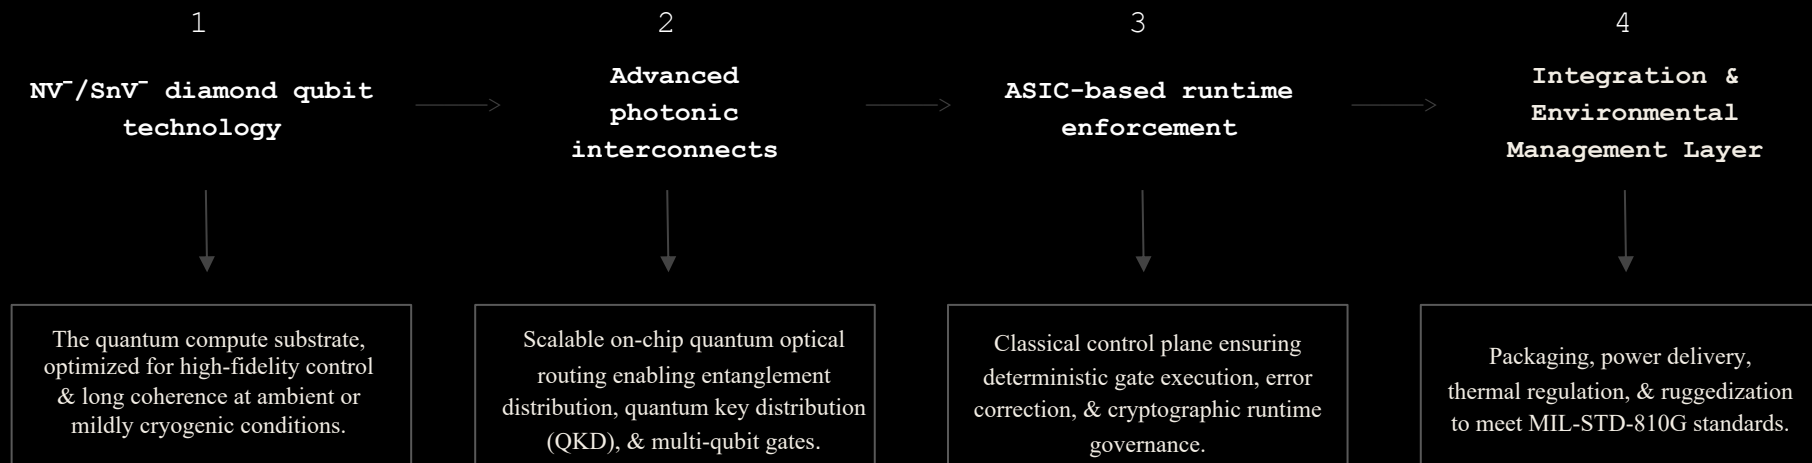 1
NV⁻/SnV⁻ diamond qubit
technology
The quantum compute substrate,
optimized for high-fidelity control
& long coherence at ambient or
mildly cryogenic conditions.
2
Advanced
photonic
interconnects
Scalable on-chip quantum optical
routing enabling entanglement
distribution, quantum key distribution
(QKD), & multi-qubit gates.
3
ASIC-based runtime
enforcement
Classical control plane ensuring
deterministic gate execution, error
correction, & cryptographic runtime
governance.
4
Integration &
Environmental
Management Layer
Packaging, power delivery,
thermal regulation, & ruggedization
to meet MIL-STD-810G standards.